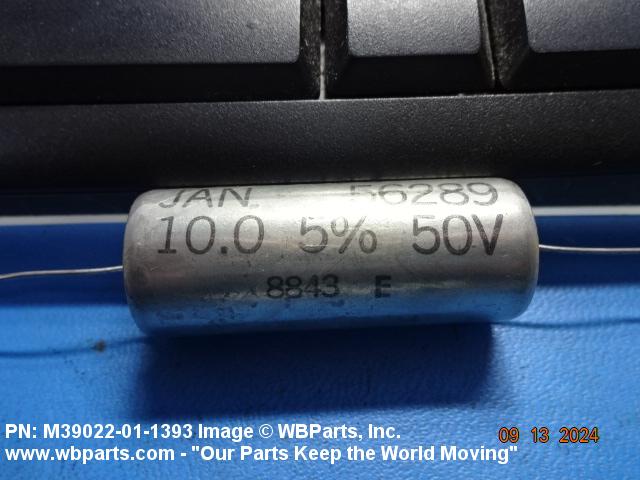 JAN. 56289
10.0 5% 50V
8843 E
PN: M39022-01-1393 Image © WBParts, Inc.
09 13 2024
www.wbparts.com - "Our Parts Keep the World Moving"